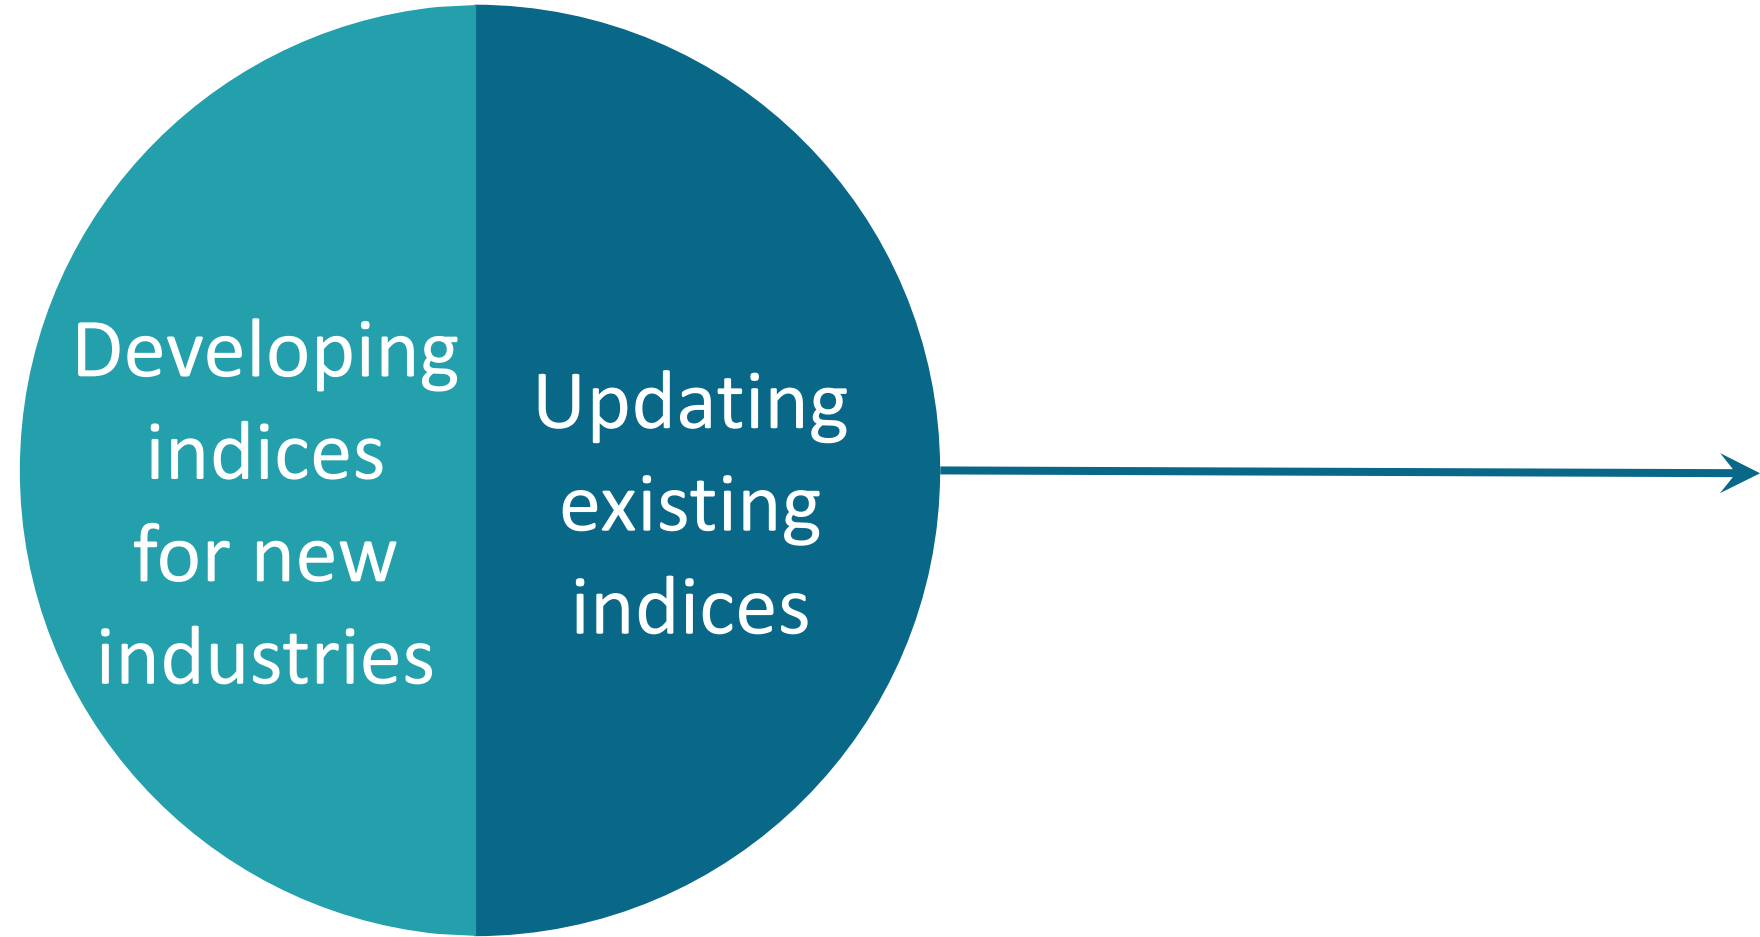 Developing
indices
for new
industries
Updating
existing
indices